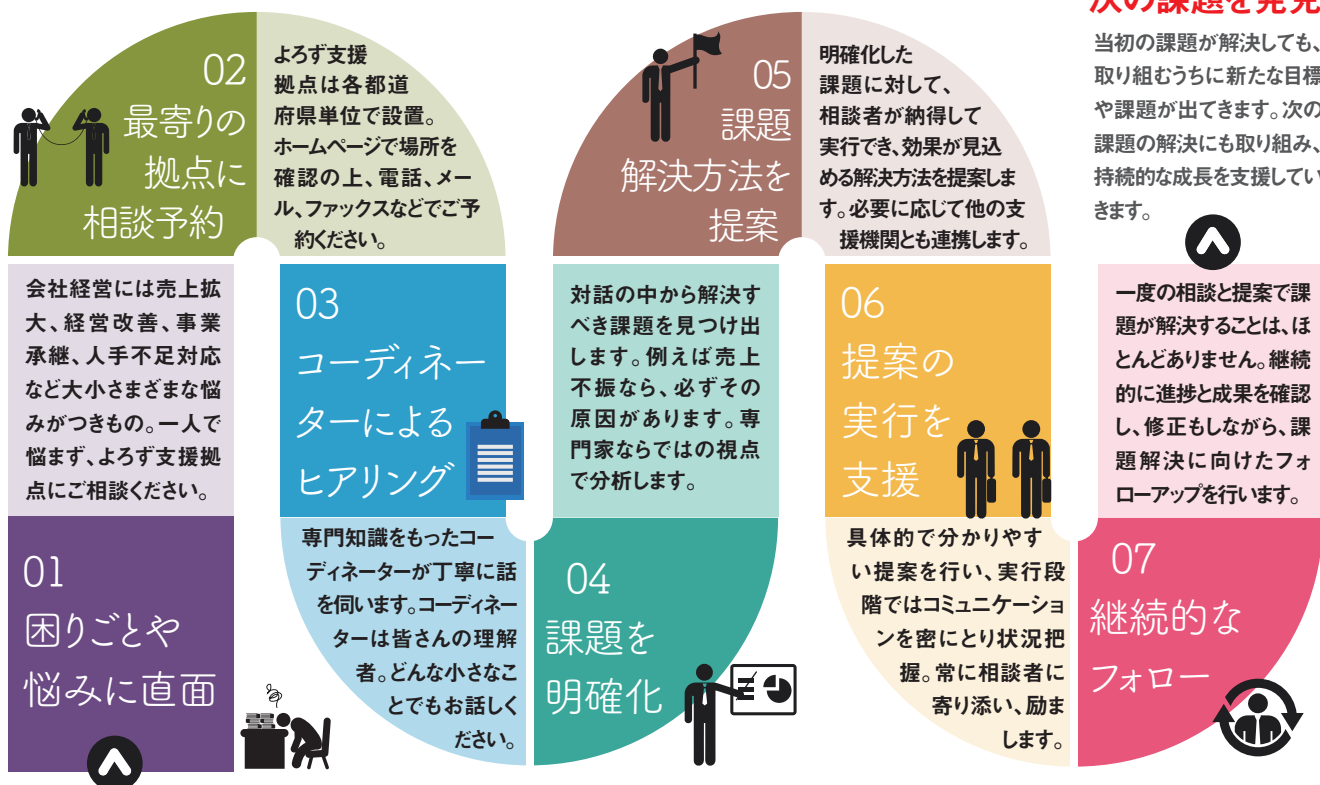 01
困りごとや
悩みに直面
会社経営には売上拡
大、経営改善、事業
承継、人手不足対応
など大小さまざまな悩
みがつきもの。一人で
悩まず、よろず支援拠
点にご相談ください。
02
最寄りの
拠点に
相談予約
よろず支援
拠点は各都道
府県単位で設置。
ホームページで場所を
確認の上、電話、メー
ル、ファックスなどでご予
約ください。
03
コーディネー
ターによる
ヒアリング
専門知識をもったコー
ディネーターが丁寧に話
を伺います。コーディネー
ターは皆さんの理解
者。どんな小さなこ
とでもお話しく
ださい。
04
課題を
明確化
対話の中から解決す
べき課題を見つけ出
します。例えば売上
不振なら、必ずその
原因があります。専
門家ならではの視点
で分析します。
05
課題
解決方法を
提案
明確化した
課題に対して、
相談者が納得して
実行でき、効果が見込
める解決方法を提案しま
す。必要に応じて他の支
援機関とも連携します。
06
提案の
実行を
支援
具体的で分かりやす
い提案を行い、実行段
階ではコミュニケーショ
ンを密にとり状況把
握。常に相談者に
寄り添い、励ま
します。
07
継続的な
フォロー
一度の相談と提案で課
題が解決することは、ほ
とんどありません。継続
的に進捗と成果を確認
し、修正もしながら、課
題解決に向けたフォ
ローアップを行います。
次の課題を発見
当初の課題が解決しても、
取り組むうちに新たな目標
や課題が出てきます。次の
課題の解決にも取り組み、
持続的な成長を支援してい
きます。